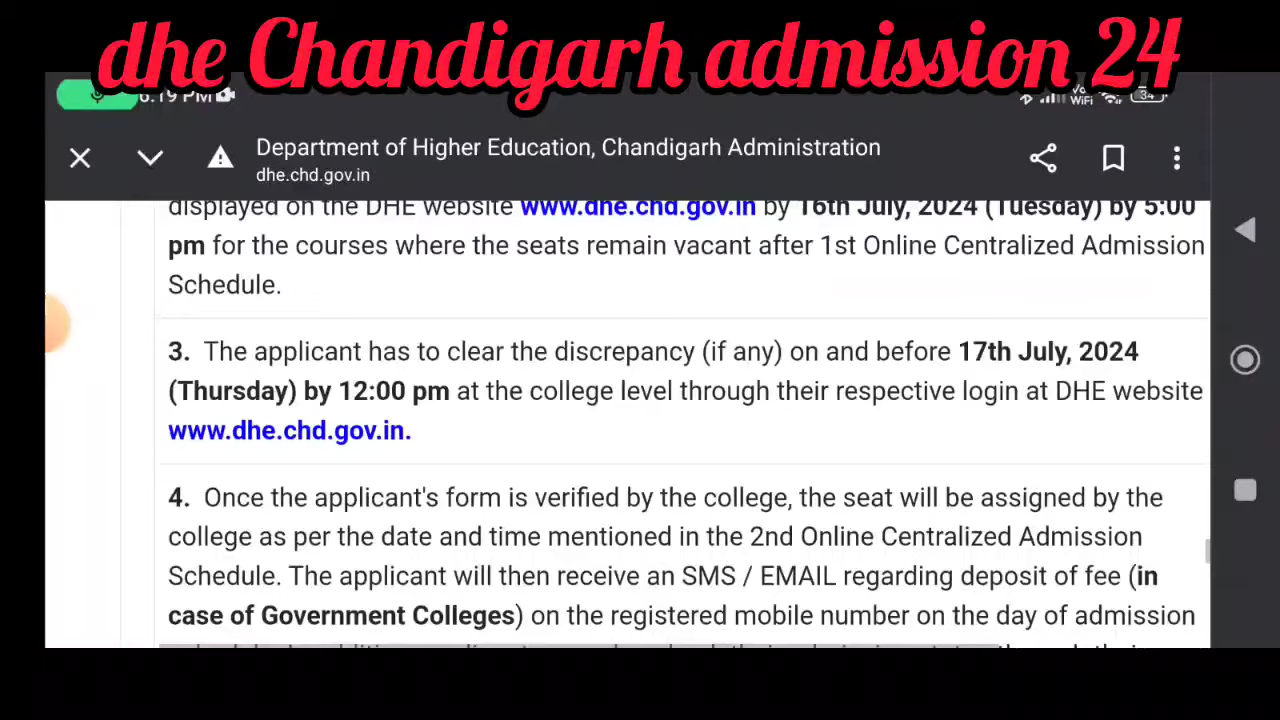 dhe Chandigarh admission 24
6:19 PM
Vo
WiFi
34
Department of Higher Education, Chandigarh Administration
dhe.chd.gov.in
displayed on the DHE website www.dhe.chd.gov.in by 16th July, 2024 (Tuesday) by 5:00
pm for the courses where the seats remain vacant after 1st Online Centralized Admission
Schedule.
3. The applicant has to clear the discrepancy (if any) on and before 17th July, 2024
(Thursday) by 12:00 pm at the college level through their respective login at DHE website
www.dhe.chd.gov.in.
4. Once the applicant's form is verified by the college, the seat will be assigned by the
college as per the date and time mentioned in the 2nd Online Centralized Admission
Schedule. The applicant will then receive an SMS / EMAIL regarding deposit of fee (in
case of Government Colleges) on the registered mobile number on the day of admission